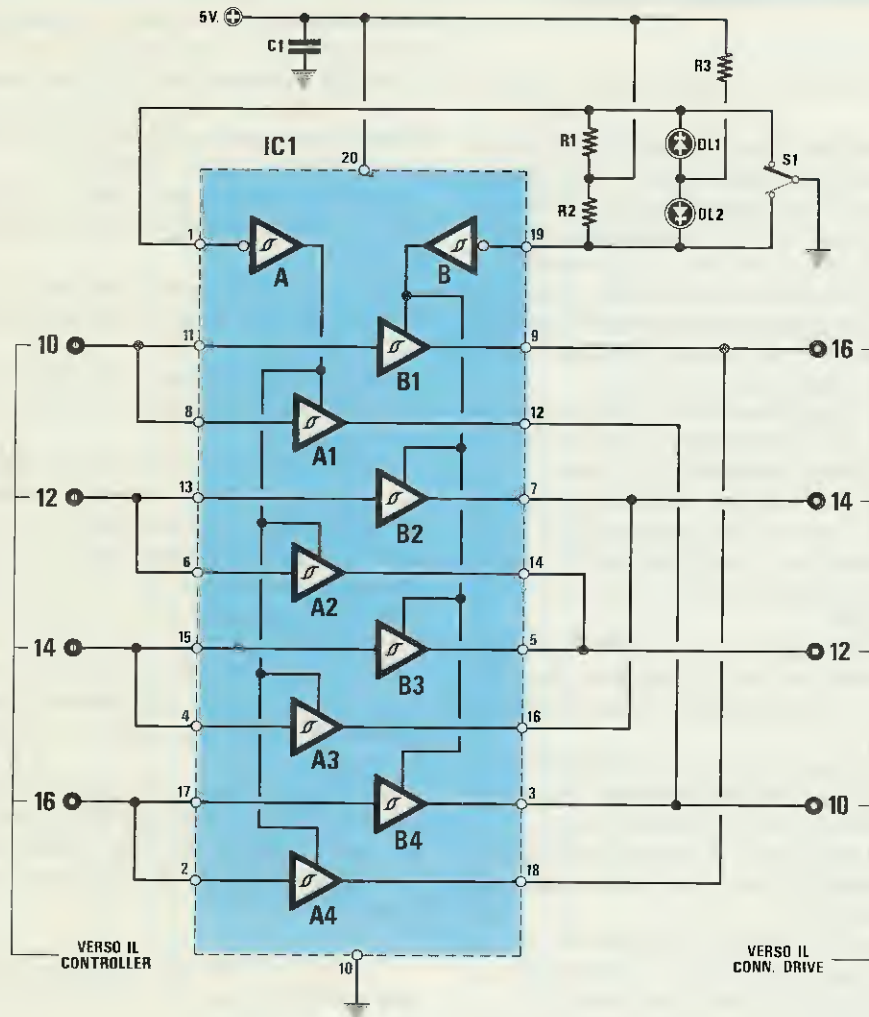 5V.
C1
R3
IC1
20
R1
DL1
S1
R2
DL2
1
A
B
19
10
11
B1
9
16
8
A1
12
12
13
B2
7
14
6
A2
14
14
15
B3
5
12
4
A3
16
16
17
B4
3
10
2
A4
18
VERSO IL
CONTROLLER
10
VERSO IL
CONN. DRIVE